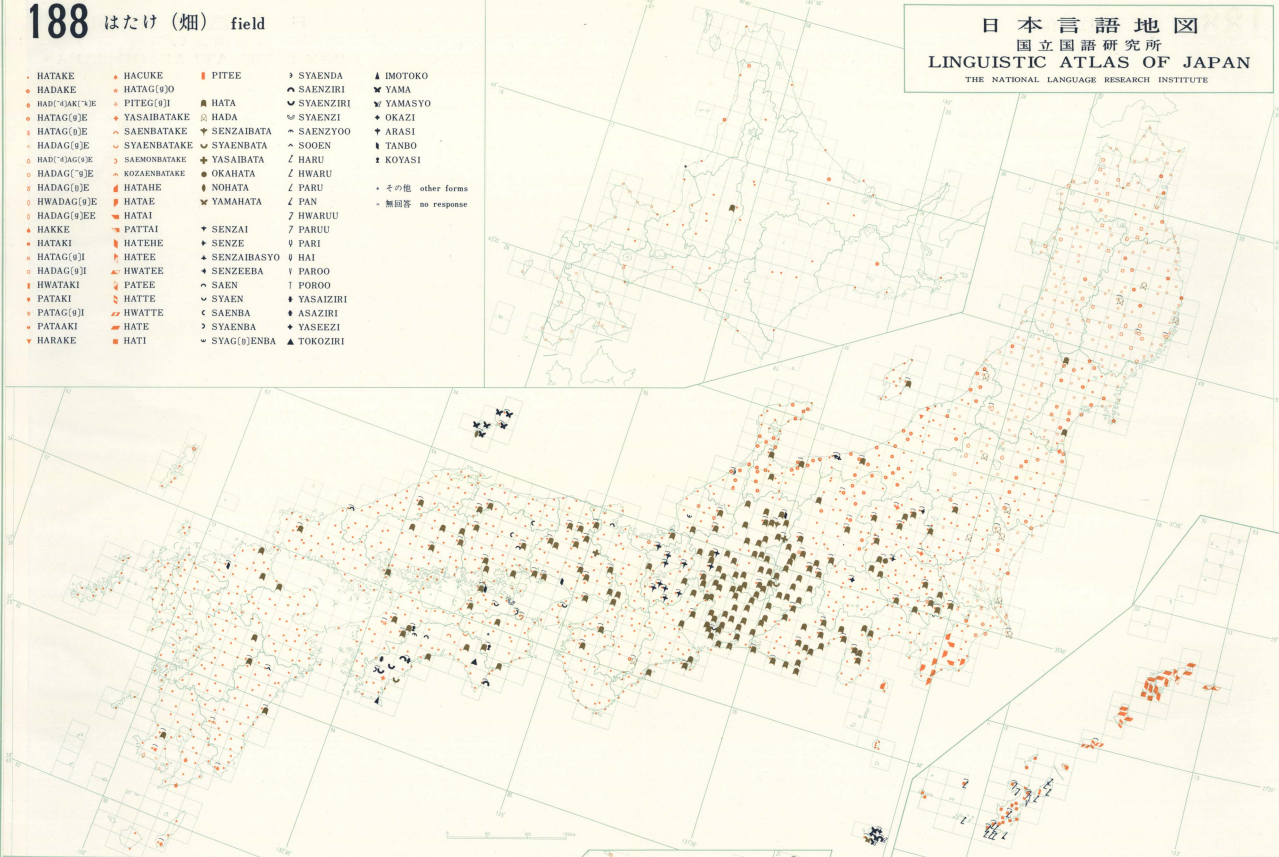 188 はたけ（畑） field
日本言語地図
国立国語研究所
LINGUISTIC ATLAS OF JAPAN
THE NATIONAL LANGUAGE RESEARCH INSTITUTE
HATAKE
HADAKE
HAD(~d)AK(~k)E
HATAG(g)E
HATAG(ŋ)E
HADAG(g)E
HAD(~d)AG(g)E
HADAG(~g)E
HADAG(ŋ)E
HWADAG(g)E
HADAG(g)EE
HAKKE
HATAKI
HATAG(g)I
HADAG(g)I
HWATAKI
PATAKI
PATAG(g)I
PATAAKI
HARAKE
HACUKE
HATAG(g)O
PITEG(g)I
YASAIBATAKE
SAENBATAKE
SYAENBATAKE
SAEMONBATAKE
KOZAENBATAKE
HATAHE
HATAE
HATAI
PATTAI
HATEHE
HATEE
HWATEE
PATEE
HATTE
HWATTE
HATE
HATI
PITEE
HATA
HADA
SENZAIBATA
SYAENBATA
YASAIBATA
OKAHATA
NOHATA
YAMAHATA
SENZAI
SENZE
SENZAIBASYO
SENZEEBA
SAEN
SYAEN
SAENBA
SYAENBA
SYAG(ŋ)ENBA
SYAENDA
SAENZIRI
SYAENZIRI
SYAENZI
SAENZYOO
SOOEN
HARU
HWARU
PARU
PAN
HWARUU
PARUU
PARI
HAI
PAROO
POROO
YASAIZIRI
ASAZIRI
YASEEZI
TOKOZIRI
IMOTOKO
YAMA
YAMASYO
OKAZI
ARASI
TANBO
KOYASI
その他 other forms
無回答 no response